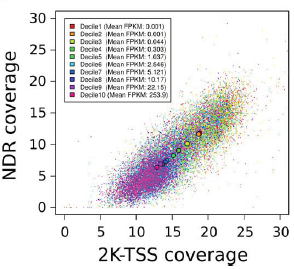 30
25
20
15
10
5
0
NDR coverage
Decile1 (Mean FPKM: 0.001)
Decile2 (Mean FPKM: 0.001)
Decile3 (Mean FPKM: 0.044)
Decile4 (Mean FPKM: 0.303)
Decile5 (Mean FPKM: 1.037)
Decile6 (Mean FPKM: 2.646)
Decile7 (Mean FPKM: 5.121)
Decile8 (Mean FPKM: 10.17)
Decile9 (Mean FPKM: 22.15)
Decile10 (Mean FPKM: 253.9)
0 5 10 15 20 25 30
2K-TSS coverage